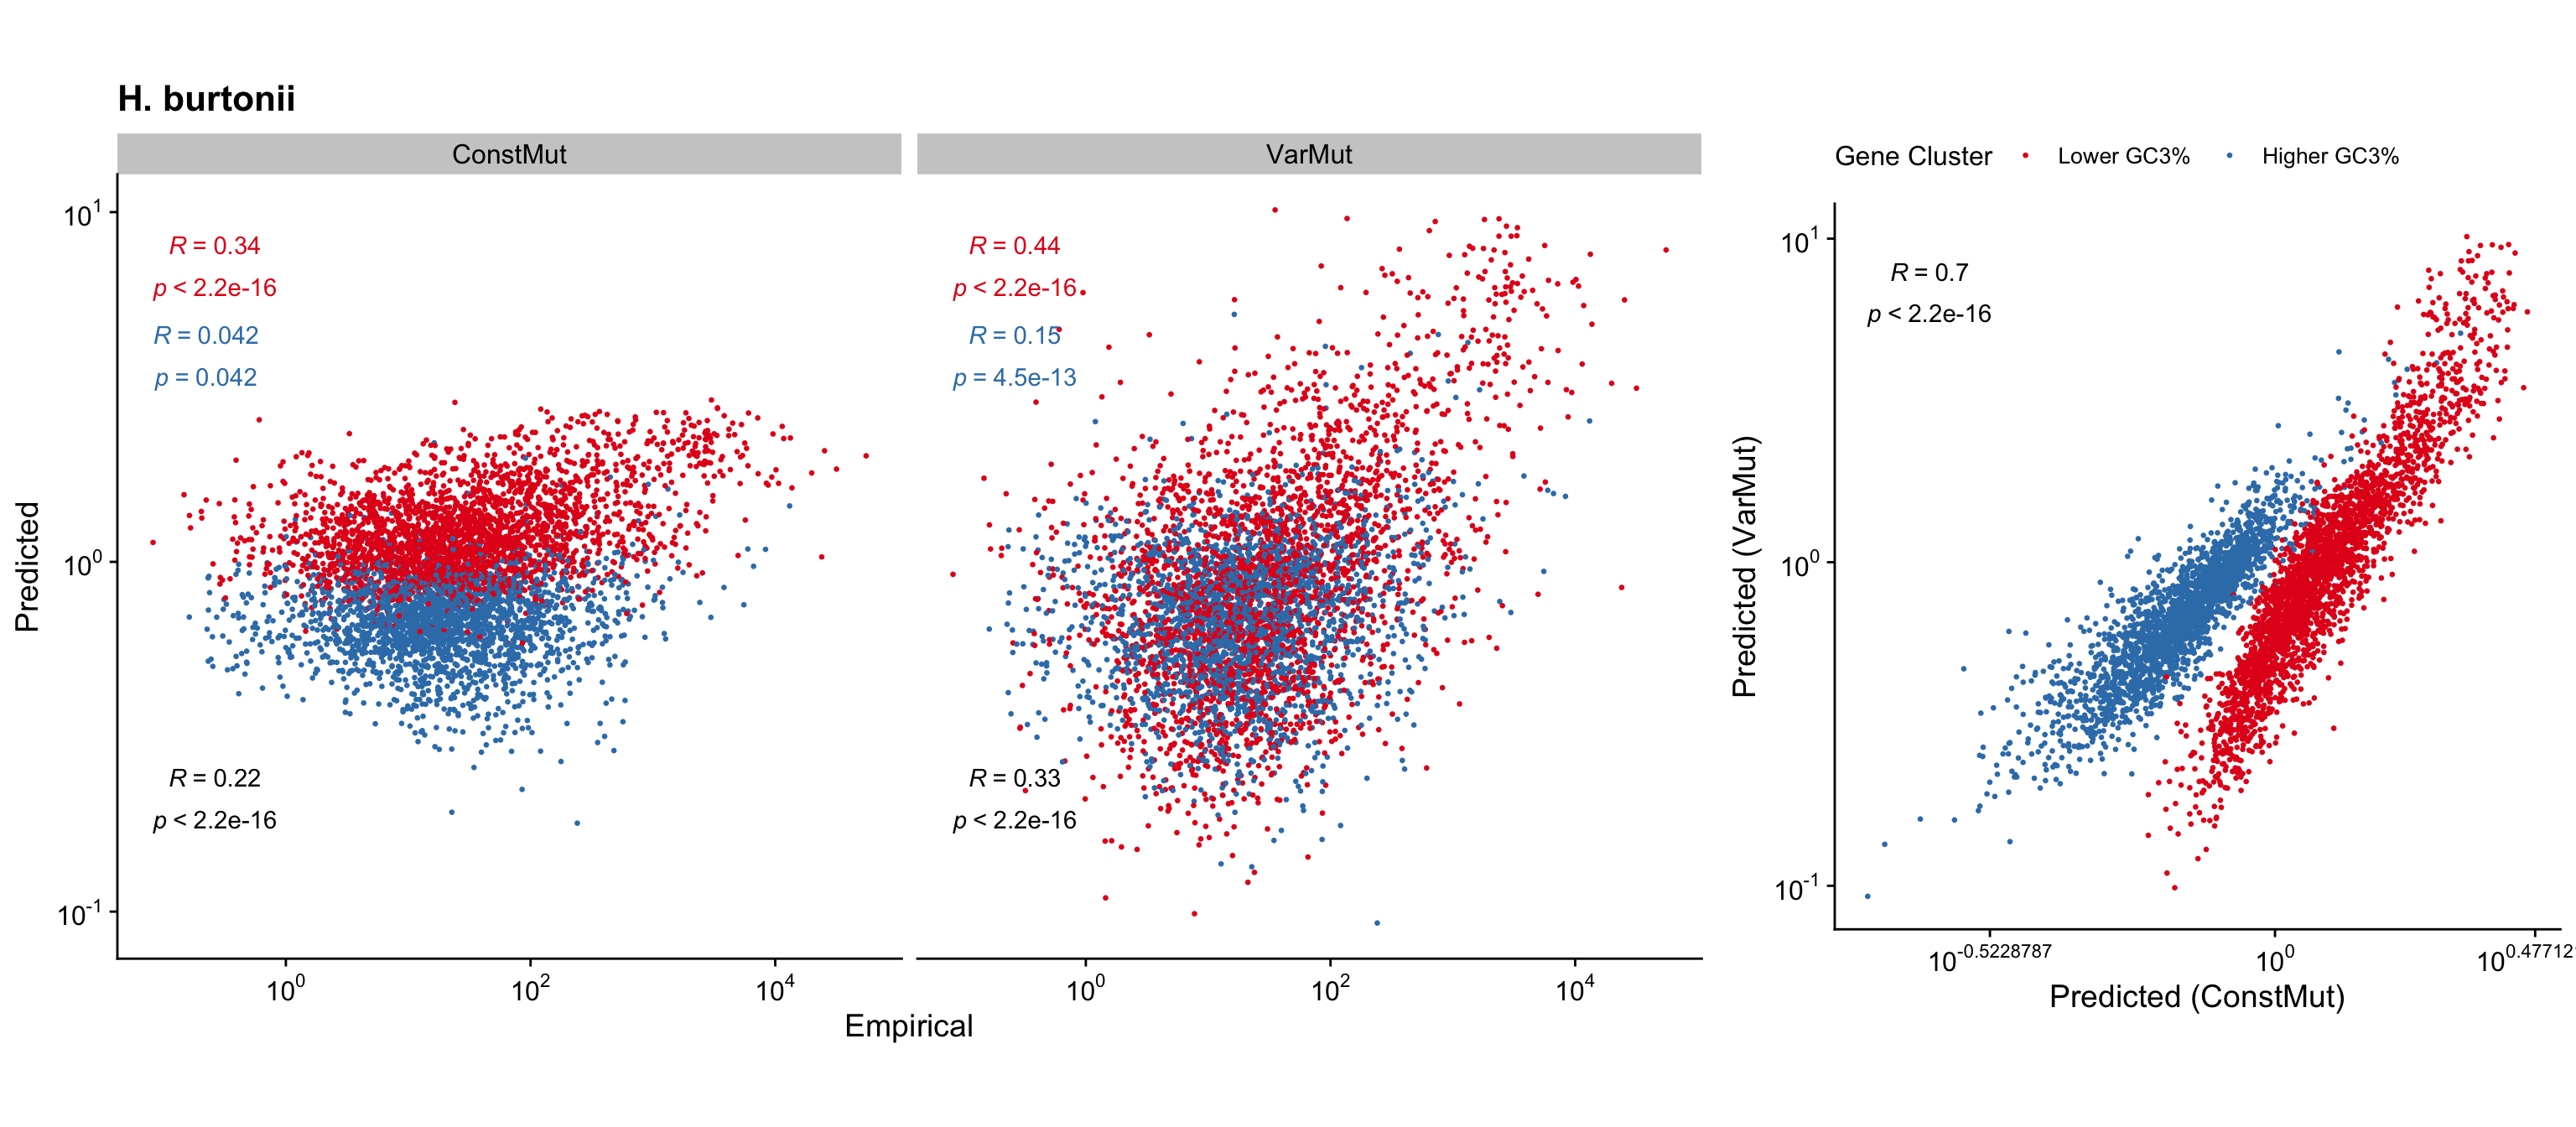 H. burtonii
ConstMut
VarMut
Gene Cluster Lower GC3% Higher GC3%
Predicted
10^1
10^0
10^-1
R = 0.34
p < 2.2e-16
R = 0.042
p = 0.042
R = 0.22
p < 2.2e-16
R = 0.44
p < 2.2e-16
R = 0.15
p = 4.5e-13
R = 0.33
p < 2.2e-16
10^0 10^2 10^4
10^0 10^2 10^4
Empirical
Predicted (VarMut)
10^1
10^0
10^-1
R = 0.7
p < 2.2e-16
10^-0.5228787 10^0 10^0.47712
Predicted (ConstMut)